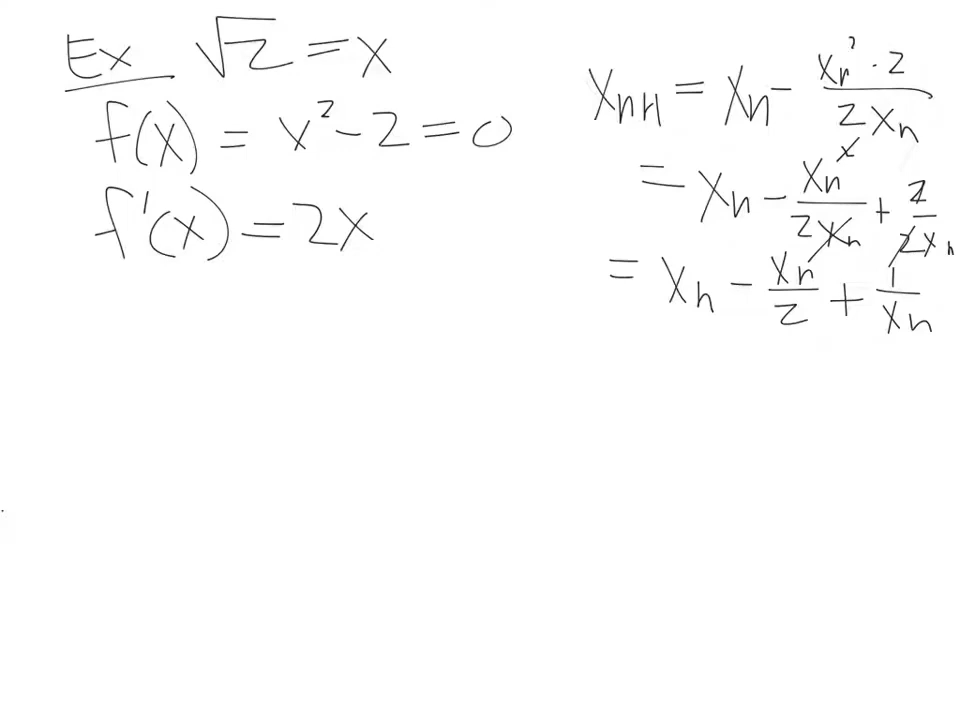 Ex √2 = x
f(x) = x² - 2 = 0
f'(x) = 2x
xₙ₊₁ = xₙ - (xₙ² - 2)/(2xₙ)
= xₙ - xₙ²/(2xₙ) + 2/(2xₙ)
= xₙ - xₙ/2 + 1/xₙ